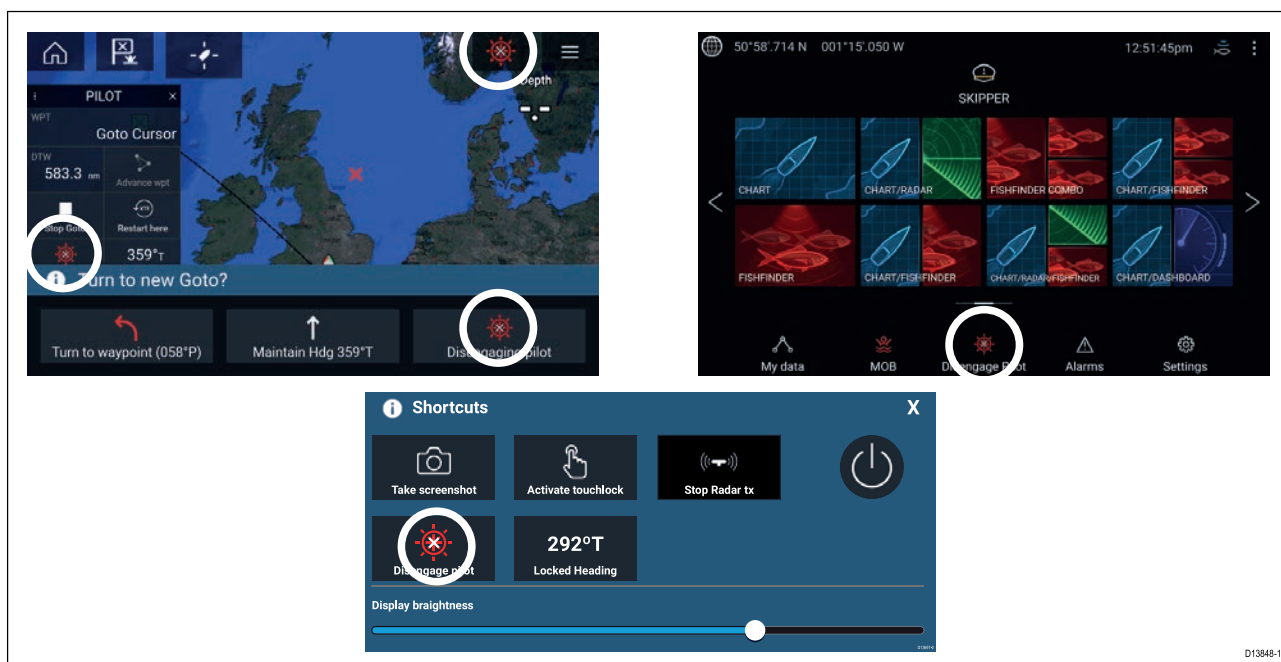 Depth
--
PILOT
×
WPT
Goto Cursor
DTW
583.3 nm
Advance wpt
XTE
Stop Goto
Restart here
359°T
Turn to new Goto?
Turn to waypoint (058°P)
Maintain Hdg 359°T
Disengaging pilot
50°58'.714 N 001°15'.050 W
12:51:45pm
SKIPPER
CHART
CHART/RADAR
FISHFINDER COMBO
CHART/FISHFINDER
FISHFINDER
CHART/FISHFINDER
CHART/RADAR/FISHFINDER
CHART/DASHBOARD
My data
MOB
Disengage Pilot
Alarms
Settings
Shortcuts
X
Take screenshot
Activate touchlock
Stop Radar tx
Disengage pilot
292°T
Locked Heading
Display braightness
D13848-1